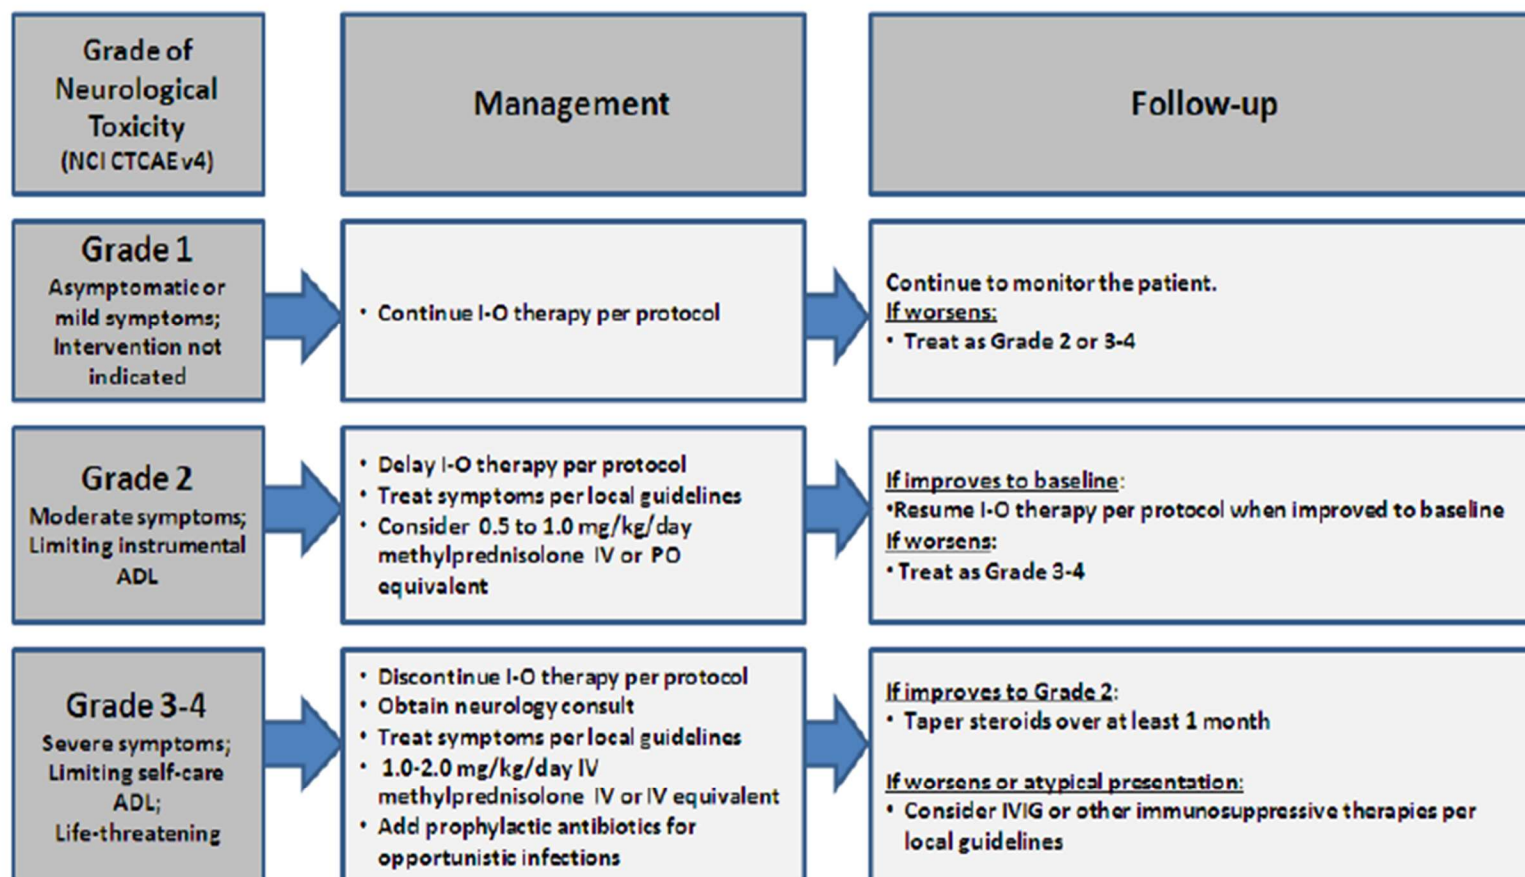 Grade of
Neurological
Toxicity
(NCI CTCAE v4)
Management
Follow-up
Grade 1
Asymptomatic or
mild symptoms;
Intervention not
indicated
• Continue I-O therapy per protocol
Continue to monitor the patient.
If worsens:
• Treat as Grade 2 or 3-4
Grade 2
Moderate symptoms;
Limiting instrumental
ADL
• Delay I-O therapy per protocol
• Treat symptoms per local guidelines
• Consider 0.5 to 1.0 mg/kg/day
methylprednisolone IV or PO
equivalent
If improves to baseline:
•Resume I-O therapy per protocol when improved to baseline
If worsens:
• Treat as Grade 3-4
Grade 3-4
Severe symptoms;
Limiting self-care
ADL;
Life-threatening
• Discontinue I-O therapy per protocol
• Obtain neurology consult
• Treat symptoms per local guidelines
• 1.0-2.0 mg/kg/day IV
methylprednisolone IV or IV equivalent
• Add prophylactic antibiotics for
opportunistic infections
If improves to Grade 2:
• Taper steroids over at least 1 month
If worsens or atypical presentation:
• Consider IVIG or other immunosuppressive therapies per
local guidelines